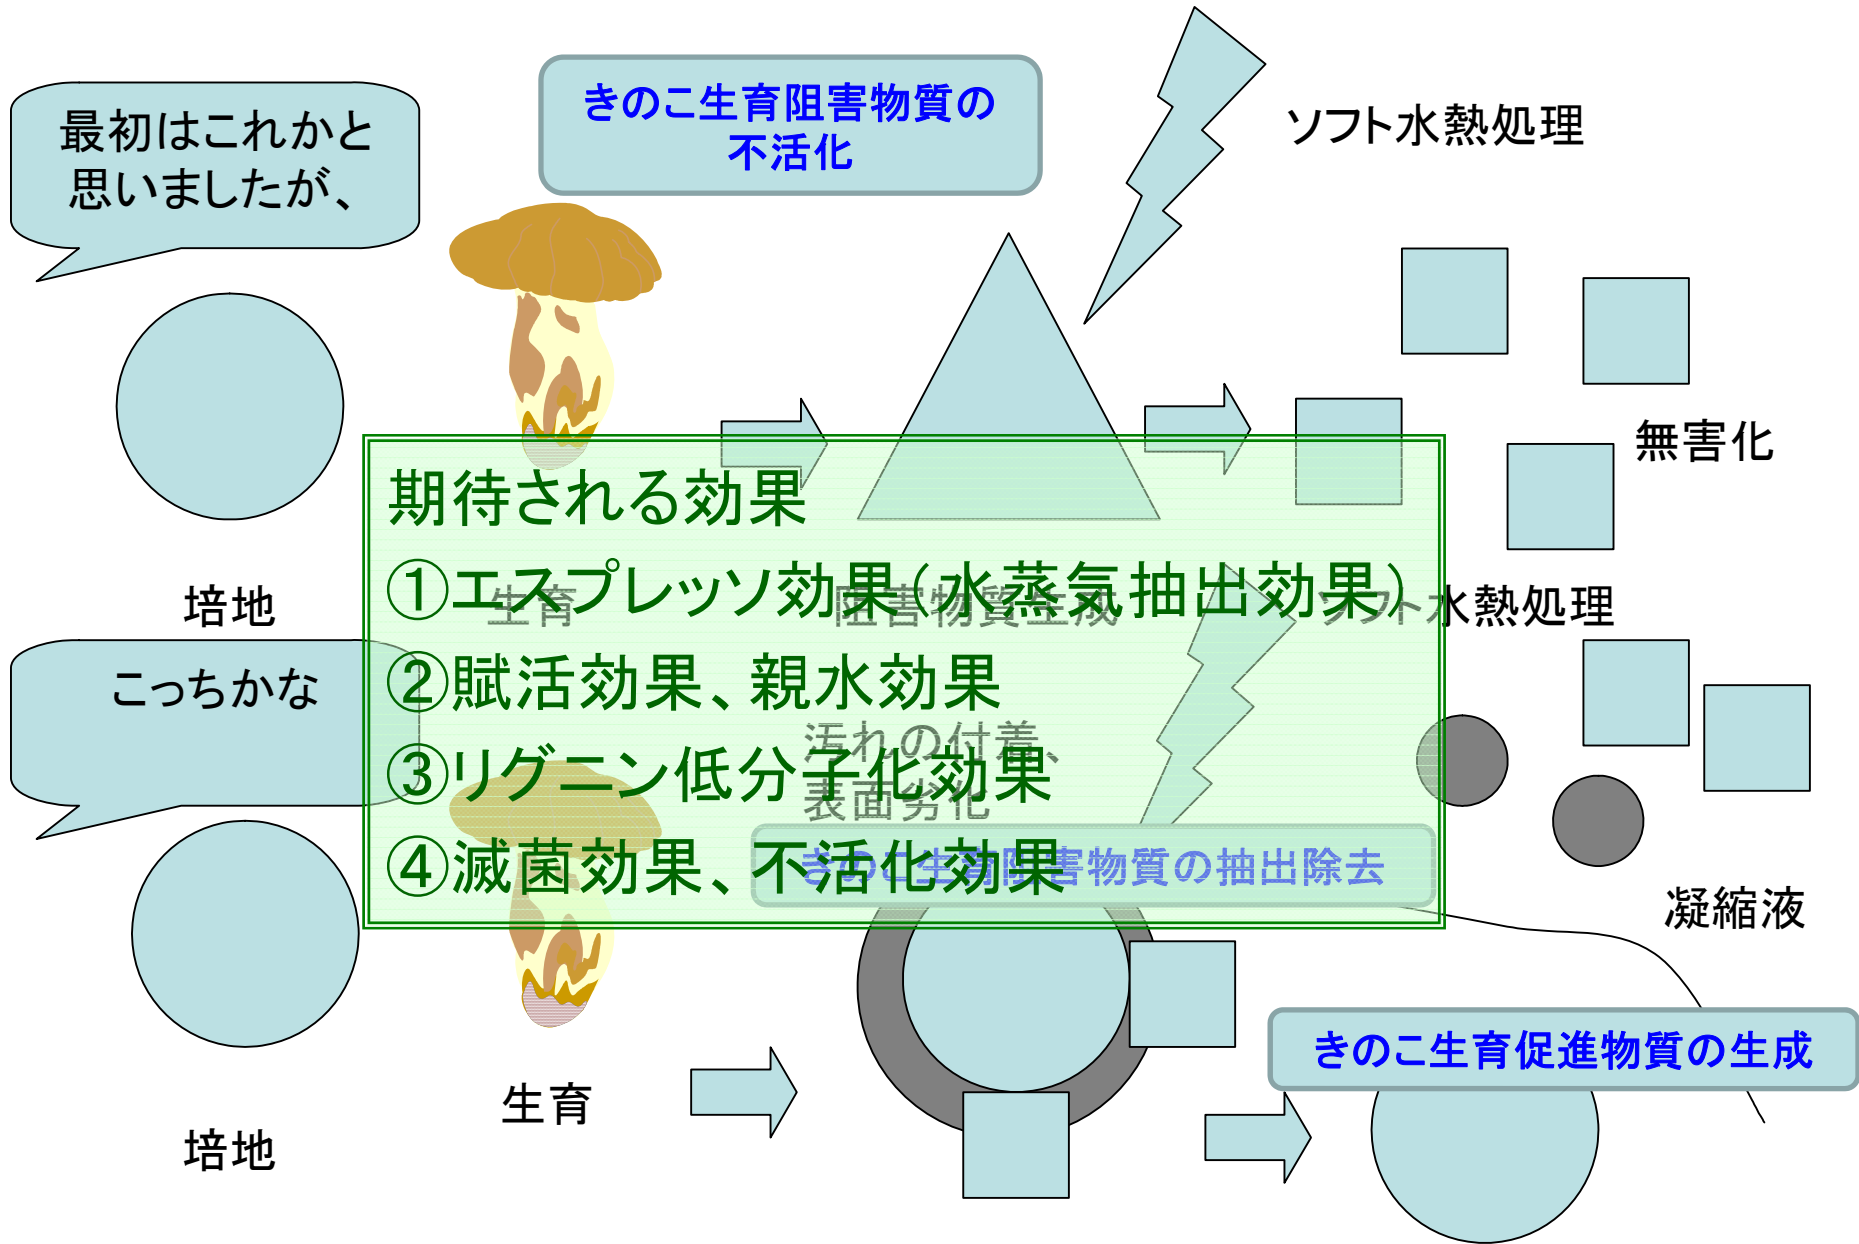 最初はこれかと
思いましたが、
きのこ生育阻害物質の
不活化
ソフト水熱処理
無害化
培地
生育
阻害物質生成
ソフト水熱処理
期待される効果
①エスプレッソ効果（水蒸気抽出効果）
②賦活効果、親水効果
③リグニン低分子化効果
④滅菌効果、不活化効果
こっちかな
汚れの付着、
表面劣化
きのこ生育阻害物質の抽出除去
凝縮液
きのこ生育促進物質の生成
生育
培地